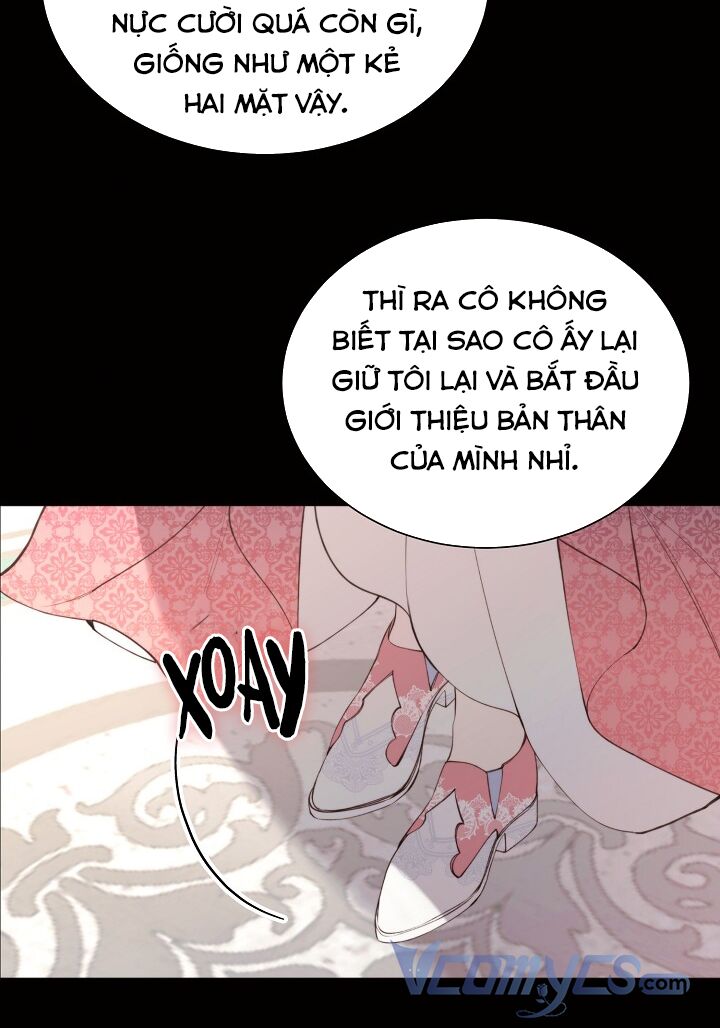 NỰC CƯỜI QUÁ CÒN GÌ,
GIỐNG NHƯ MỘT KẺ
HAI MẶT VẬY.
THÌ RA CÔ KHÔNG
BIẾT TẠI SAO CÔ ẤY LẠI
GIỮ TÔI LẠI VÀ BẮT ĐẦU
GIỚI THIỆU BẢN THÂN
CỦA MÌNH NHỈ.
XOAY
VCOMYCS.com